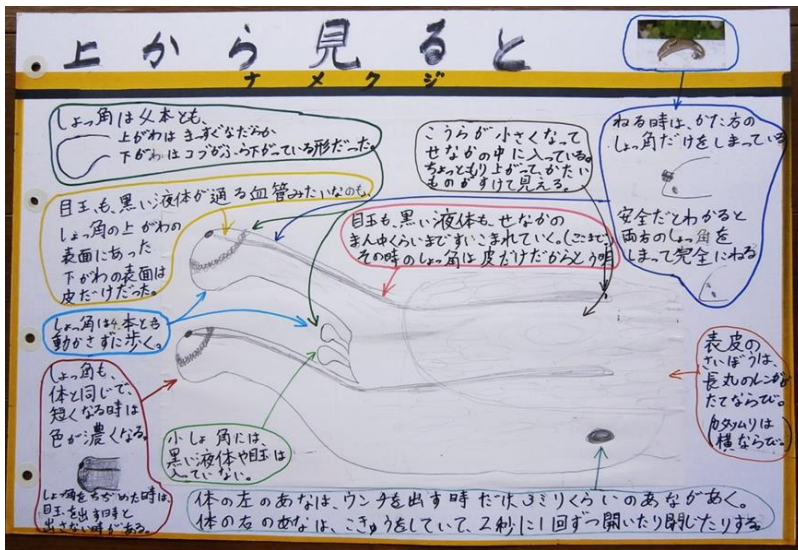 上から見ると
ナメクジ
しょっ角は4本とも、
上がわはまっすぐなだらか
下がわはコブがぶら下がっている形だった。
目玉も、黒い液体が通る血管みたいなのも、
しょっ角の上がわの
表面にあった
下がわの表面は
皮だけだった。
しょっ角は4本とも
動かさずに歩く。
しょっ角も、
体と同じで、
短くなる時は
色が濃くなる。
しょっ角をちぢめた時は、
目玉を出す時と
出さない時がある。
こうらが小さくなって
せなかの中に入っている。
ちょっともり上がって、かたい
ものがすけて見える。
目玉も、黒い液体も、せなかの
まん中くらいまですいこまれていく。(ここまで)
その時のしょっ角は皮だけだからとう明
ねる時は、かた方の
しょっ角だけをしまっている
安全だとわかると
両方のしょっ角を
しまって完全にねる
表皮の
さいぼうは、
長丸のレンガが
たてならび。
(カタツムリは
横ならび。)
小しょっ角には、
黒い液体や目玉は
入っていない。
体の左のあなは、ウンチを出す時だけ、3ミリくらいのあながあく。
体の右のあなは、こきゅうをしていて、2秒に1回ずつ開いたり閉じたりする。